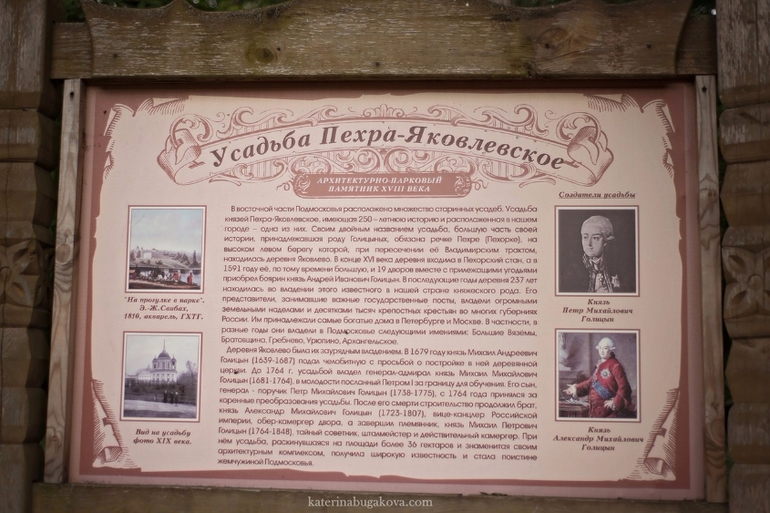 Усадьба Пехра-Яковлевское
АРХИТЕКТУРНО-ПАРКОВЫЙ
ПАМЯТНИК XVIII ВЕКА
"На прогулке в парке".
Э.-Ж.Свибах,
1810, акварель, ГХТГ.
Вид на усадьбу
фото XIX века.
В восточной части Подмосковья расположена множество старинных усадеб. Усадьба
князей Пехра-Яковлевское, имеющая 250 – летнюю историю и расположенная в нашем
городе – одна из них. Своим двойным названием усадьба, большую часть своей
истории, принадлежавшая роду Голицыных, обязана речке Пехре (Пехорке), на
высоком левом берегу которой, при пересечении её Владимирским трактом,
находилась деревня Яковлево. В конце XVI века деревня входила в Пехорский стан, а в
1591 году её, по тому времени большую, и 19 дворов вместе с прилежащими угодьями
приобрел боярин князь Андрей Иванович Голицын. В последующие годы деревня 237 лет
находилась во владении этого известного в нашей стране княжеского рода. Его
представители, занимавшие важные государственные посты, владели огромными
земельными наделами и десятками тысяч крепостных крестьян во многих губерниях
России. Им принадлежали самые богатые дома в Петербурге и Москве. В частности, в
разные годы они владели в Подмосковье следующими имениями: Большие Вязёмы,
Братовщина, Гребнево, Урюпино, Архангельское.
Деревня Яковлево была их заурядным владением. В 1679 году князь Михаил Андреевич
Голицын (1639-1687) подал челобитную с просьбой о постройке в ней деревянной
церкви. До 1764 г. усадьбой владел генерал-адмирал князь Михаил Михайлович
Голицын (1681-1764), в молодости посланный Петром I за границу для обучения. Его сын,
генерал - поручик Петр Михайлович Голицын (1738-1775), с 1764 года принялся за
коренные преобразования усадьбы. После его смерти строительство продолжил брат,
князь Александр Михайлович Голицын (1723-1807), вице-канцлер Российской
империи, обер-камергер двора, а завершил племянник, князь Михаил Петрович
Голицын (1764-1848), тайный советник, шталмейстер и действительный камергер. При
нём усадьба, раскинувшаяся на площади более 36 гектаров и знаменитая своим
архитектурным комплексом, получила широкую известность и стала поистине
жемчужиной Подмосковья.
Создатели усадьбы
Князь
Петр Михайлович
Голицын
Князь
Александр Михайлович
Голицын
katerinabugakova.com